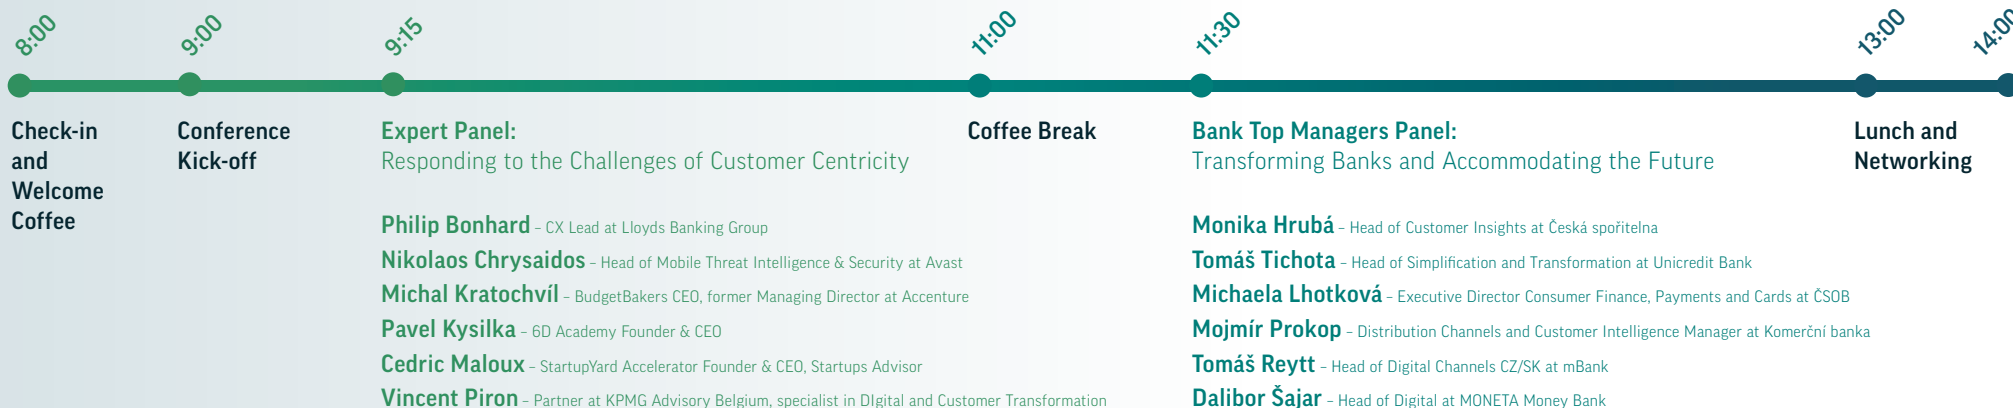 8:00
9:00
9:15
11:00
11:30
13:00
14:00
Check-in
and
Welcome
Coffee
Conference
Kick-off
Expert Panel:
Responding to the Challenges of Customer Centricity
Philip Bonhard – CX Lead at Lloyds Banking Group
Nikolaos Chrysaidos – Head of Mobile Threat Intelligence & Security at Avast
Michal Kratochvíl – BudgetBakers CEO, former Managing Director at Accenture
Pavel Kysilka – 6D Academy Founder & CEO
Cedric Maloux – StartupYard Accelerator Founder & CEO, Startups Advisor
Vincent Piron – Partner at KPMG Advisory Belgium, specialist in DIgital and Customer Transformation
Coffee Break
Bank Top Managers Panel:
Transforming Banks and Accommodating the Future
Monika Hrubá – Head of Customer Insights at Česká spořitelna
Tomáš Tichota – Head of Simplification and Transformation at Unicredit Bank
Michaela Lhotková – Executive Director Consumer Finance, Payments and Cards at ČSOB
Mojmír Prokop – Distribution Channels and Customer Intelligence Manager at Komerční banka
Tomáš Reytt – Head of Digital Channels CZ/SK at mBank
Dalibor Šajar – Head of Digital at MONETA Money Bank
Lunch and
Networking